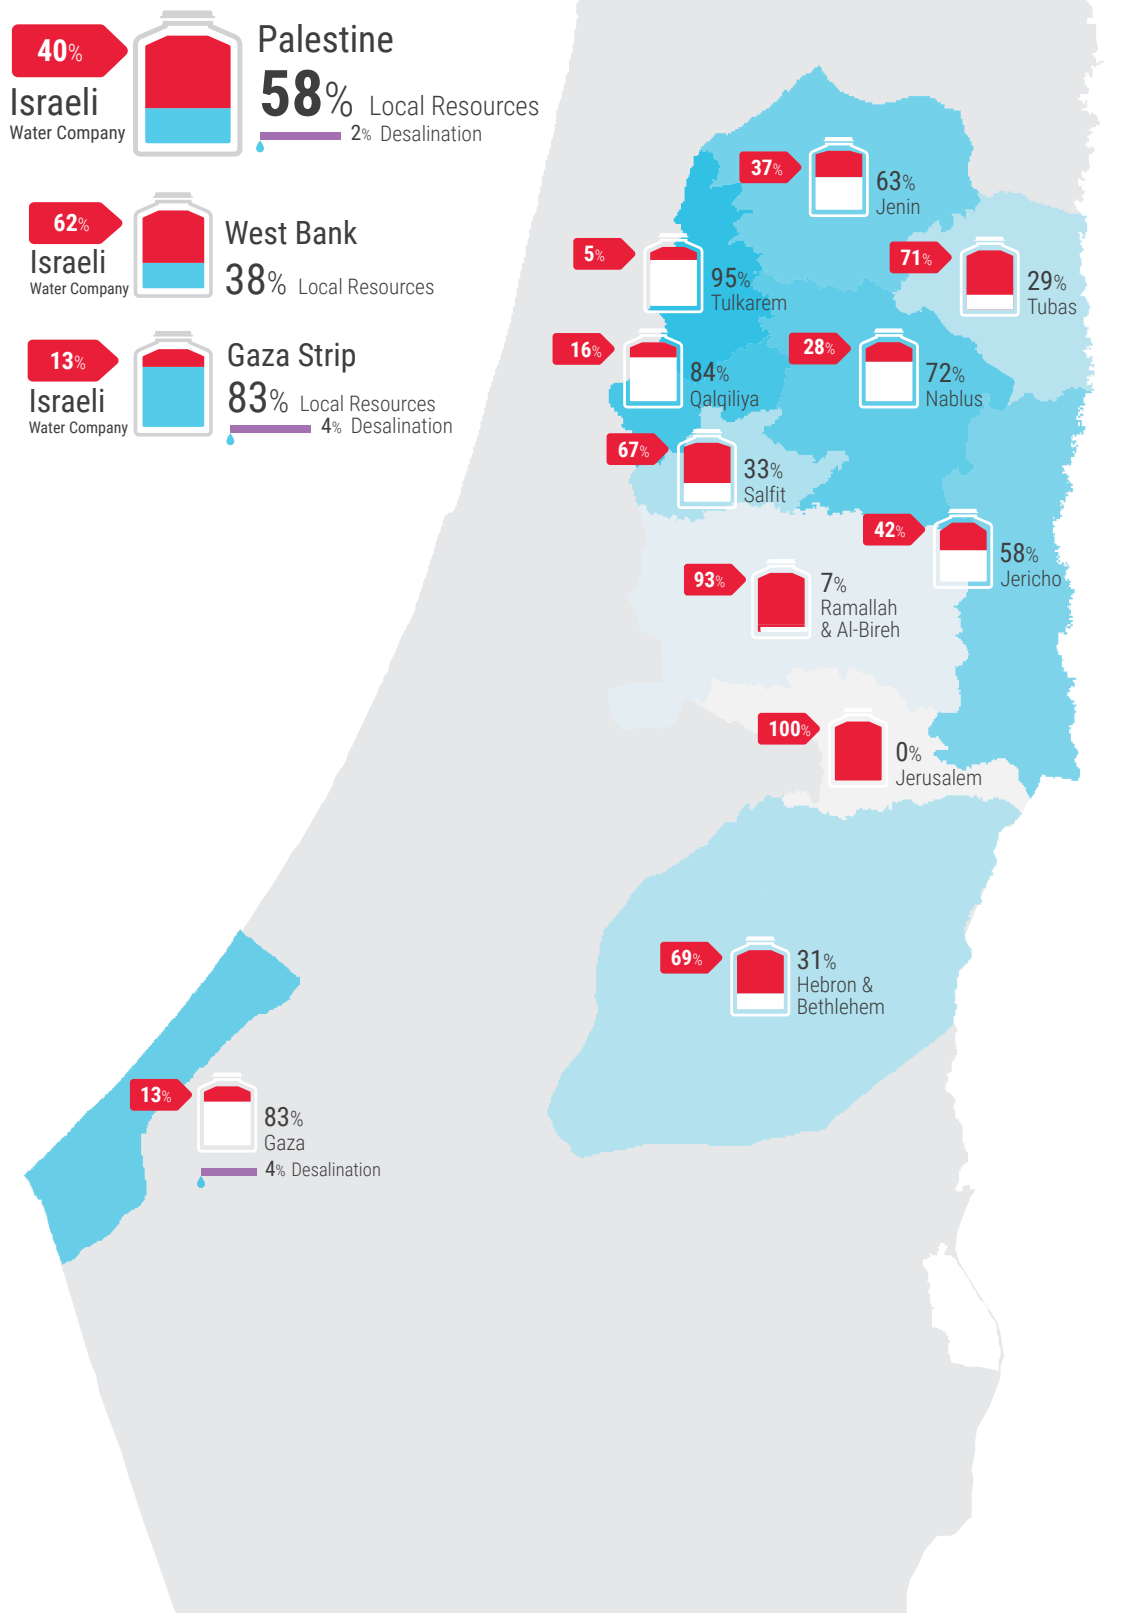 40%
Israeli
Water Company
Palestine
58% Local Resources
2% Desalination
62%
Israeli
Water Company
West Bank
38% Local Resources
13%
Israeli
Water Company
Gaza Strip
83% Local Resources
4% Desalination
37%
63%
Jenin
5%
95%
Tulkarem
71%
29%
Tubas
16%
84%
Qalqiliya
28%
72%
Nablus
67%
33%
Salfit
42%
58%
Jericho
93%
7%
Ramallah
& Al-Bireh
100%
0%
Jerusalem
69%
31%
Hebron &
Bethlehem
13%
83%
Gaza
4% Desalination